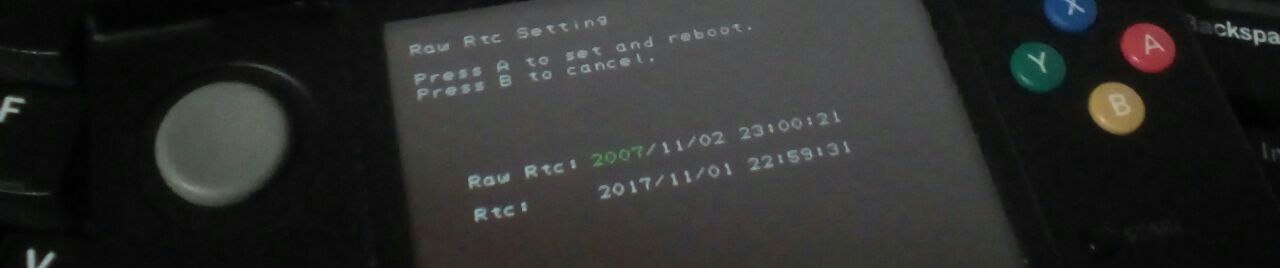 Raw Rtc Setting
Press A to set and reboot.
Press B to cancel.
Raw Rtc: 2007/11/02 23:00:21
Rtc: 2017/11/01 22:59:31
X
Y
A
B
Backspa
F
V
START